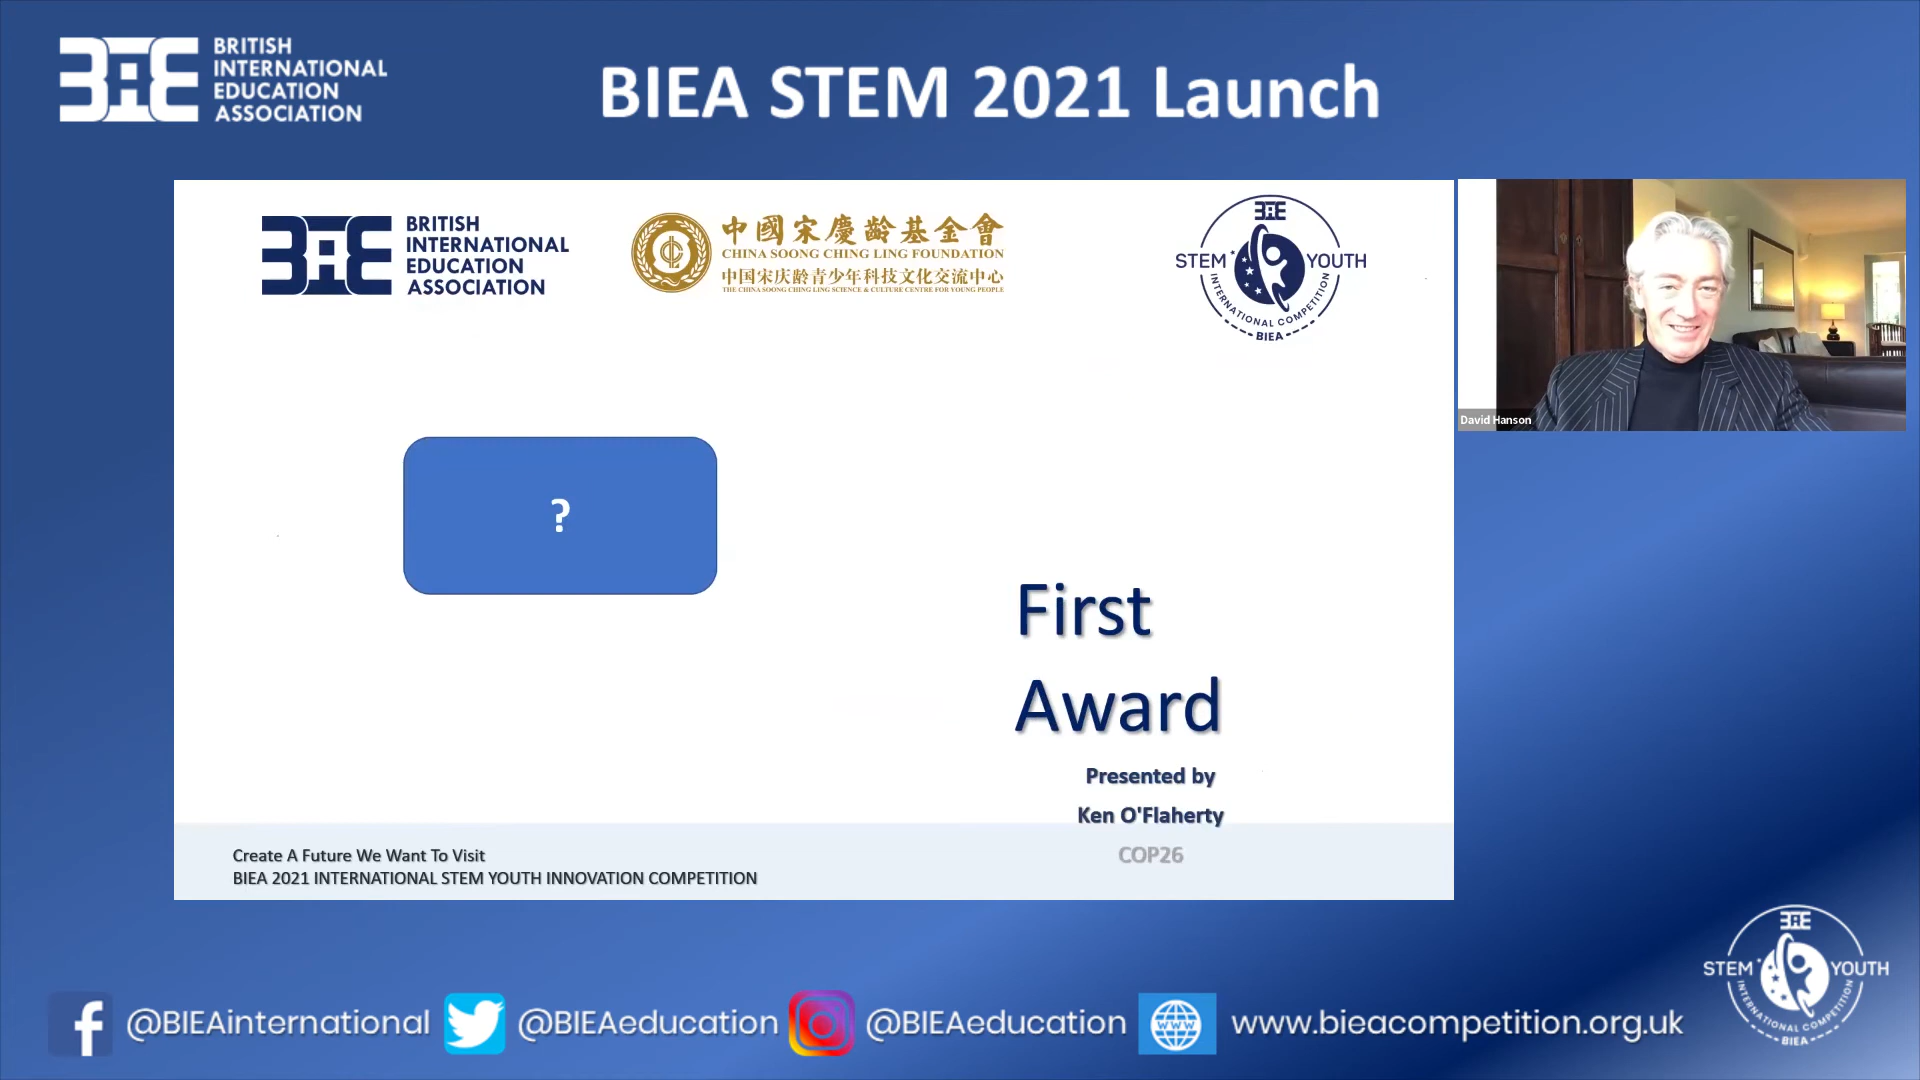 BRITISH
INTERNATIONAL
EDUCATION
ASSOCIATION
BIEA STEM 2021 Launch
BRITISH
INTERNATIONAL
EDUCATION
ASSOCIATION
中國宋慶齡基金會
CHINA SOONG CHING LING FOUNDATION
中国宋庆龄青少年科技文化交流中心
THE CHINA SOONG CHING LING SCIENCE & CULTURE CENTRE FOR YOUNG PEOPLE
STEM YOUTH
INTERNATIONAL COMPETITION
BIEA
David Hanson
?
First
Award
Presented by
Ken O'Flaherty
COP26
Create A Future We Want To Visit
BIEA 2021 INTERNATIONAL STEM YOUTH INNOVATION COMPETITION
STEM YOUTH
INTERNATIONAL COMPETITION
BIEA
@BIEAinternational
@BIEAeducation
@BIEAeducation
www
www.bieacompetition.org.uk